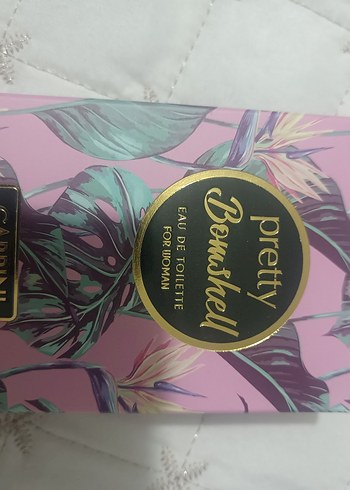 pretty
Bombshell
EAU DE TOILETTE
FOR WOMAN